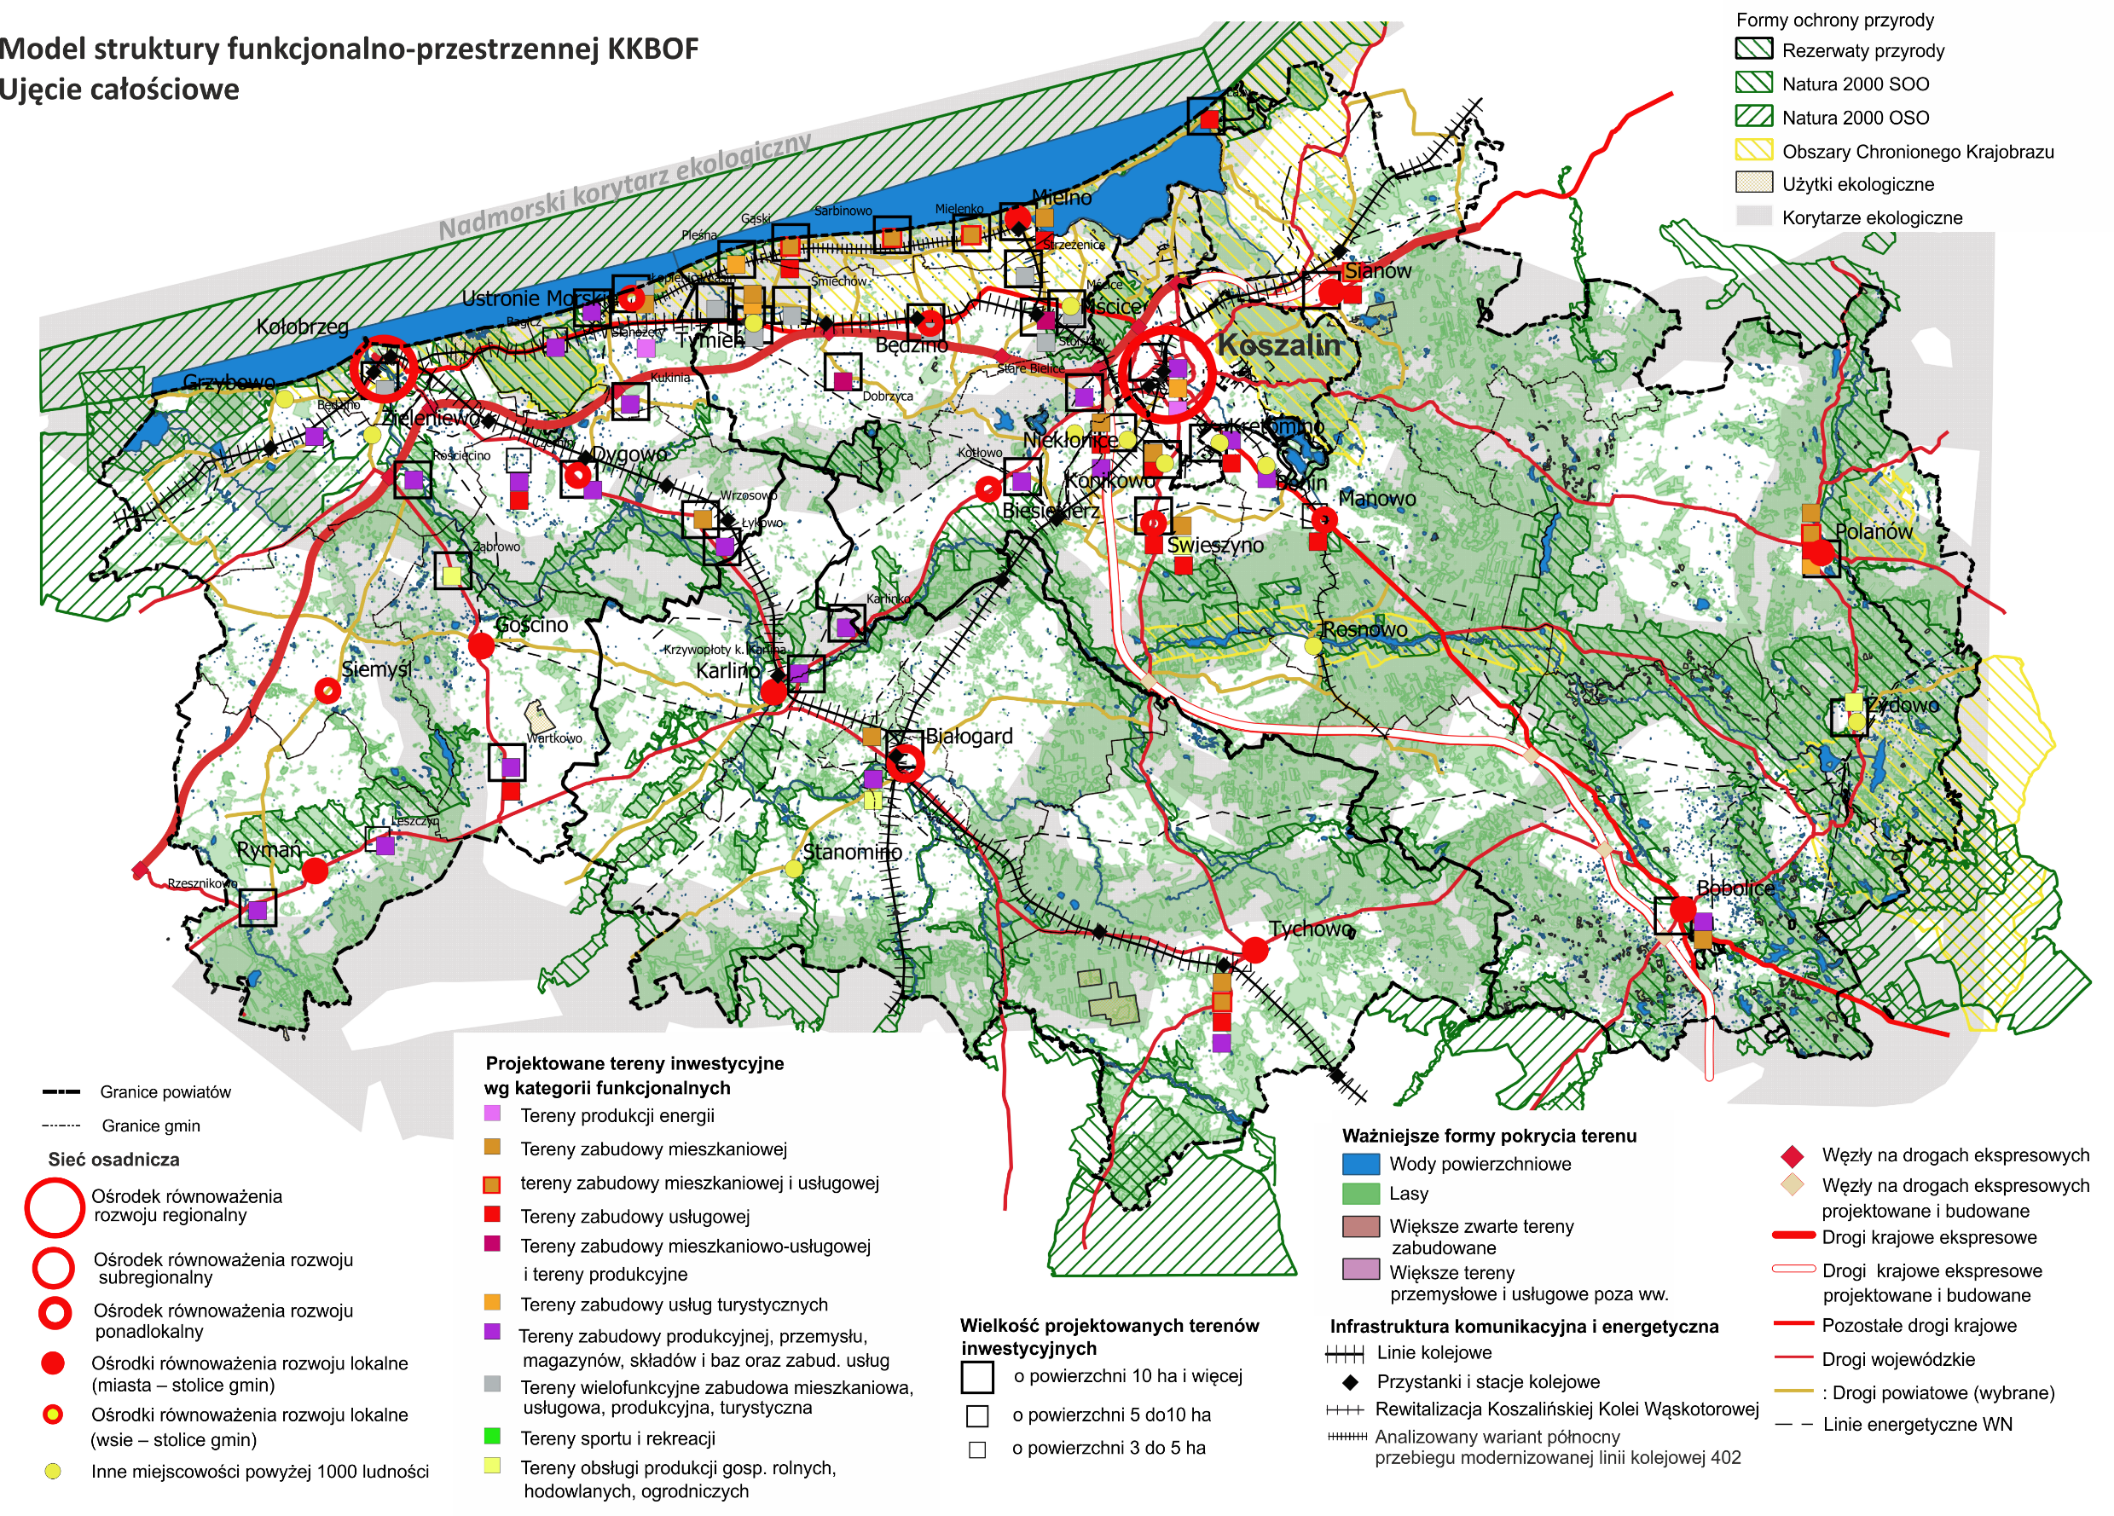 Model struktury funkcjonalno-przestrzennej KKBOF
Ujęcie całościowe
Formy ochrony przyrody
Rezerwaty przyrody
Natura 2000 SOO
Natura 2000 OSO
Obszary Chronionego Krajobrazu
Użytki ekologiczne
Korytarze ekologiczne
Nadmorski korytarz ekologiczny
Mielno
Mielenko
Sarbinowo
Gąski
Pleśna
Strzeżenice
Sianów
Śmiechów
Mścice
Mścice
Ustronie Morskie
Kołobrzeg
Bagicz
Tymień
Będzino
Koszalin
Stare Bielice
Grzybowo
Kukinia
Dobrzyca
Zieleniewo
Kretomino
Niekłonice
Rościęcino
Dygowo
Kotłowo
Konikowo
Bonin
Manowo
Wrzosowo
Biesiekierz
Łykowo
Polanów
Świeszyno
Ząbrowo
Karlinko
Gościno
Rosnowo
Krzywopłoty k. Karlina
Siemyśl
Karlino
Żydowo
Wartkowo
Białogard
Leszczyn
Rymań
Stanomino
Rzesznikowo
Bobolice
Tychowo
Granice powiatów
Granice gmin
Sieć osadnicza
Ośrodek równoważenia
rozwoju regionalny
Ośrodek równoważenia rozwoju
subregionalny
Ośrodek równoważenia rozwoju
ponadlokalny
Ośrodki równoważenia rozwoju lokalne
(miasta – stolice gmin)
Ośrodki równoważenia rozwoju lokalne
(wsie – stolice gmin)
Inne miejscowości powyżej 1000 ludności
Projektowane tereny inwestycyjne
wg kategorii funkcjonalnych
Tereny produkcji energii
Tereny zabudowy mieszkaniowej
tereny zabudowy mieszkaniowej i usługowej
Tereny zabudowy usługowej
Tereny zabudowy mieszkaniowo-usługowej
i tereny produkcyjne
Tereny zabudowy usług turystycznych
Tereny zabudowy produkcyjnej, przemysłu,
magazynów, składów i baz oraz zabud. usług
Tereny wielofunkcyjne zabudowa mieszkaniowa,
usługowa, produkcyjna, turystyczna
Tereny sportu i rekreacji
Tereny obsługi produkcji gosp. rolnych,
hodowlanych, ogrodniczych
Wielkość projektowanych terenów
inwestycyjnych
o powierzchni 10 ha i więcej
o powierzchni 5 do10 ha
o powierzchni 3 do 5 ha
Ważniejsze formy pokrycia terenu
Wody powierzchniowe
Lasy
Większe zwarte tereny
zabudowane
Większe tereny
przemysłowe i usługowe poza ww.
Infrastruktura komunikacyjna i energetyczna
Linie kolejowe
Przystanki i stacje kolejowe
Rewitalizacja Koszalińskiej Kolei Wąskotorowej
Analizowany wariant północny
przebiegu modernizowanej linii kolejowej 402
Węzły na drogach ekspresowych
Węzły na drogach ekspresowych
projektowane i budowane
Drogi krajowe ekspresowe
Drogi krajowe ekspresowe
projektowane i budowane
Pozostałe drogi krajowe
Drogi wojewódzkie
: Drogi powiatowe (wybrane)
Linie energetyczne WN